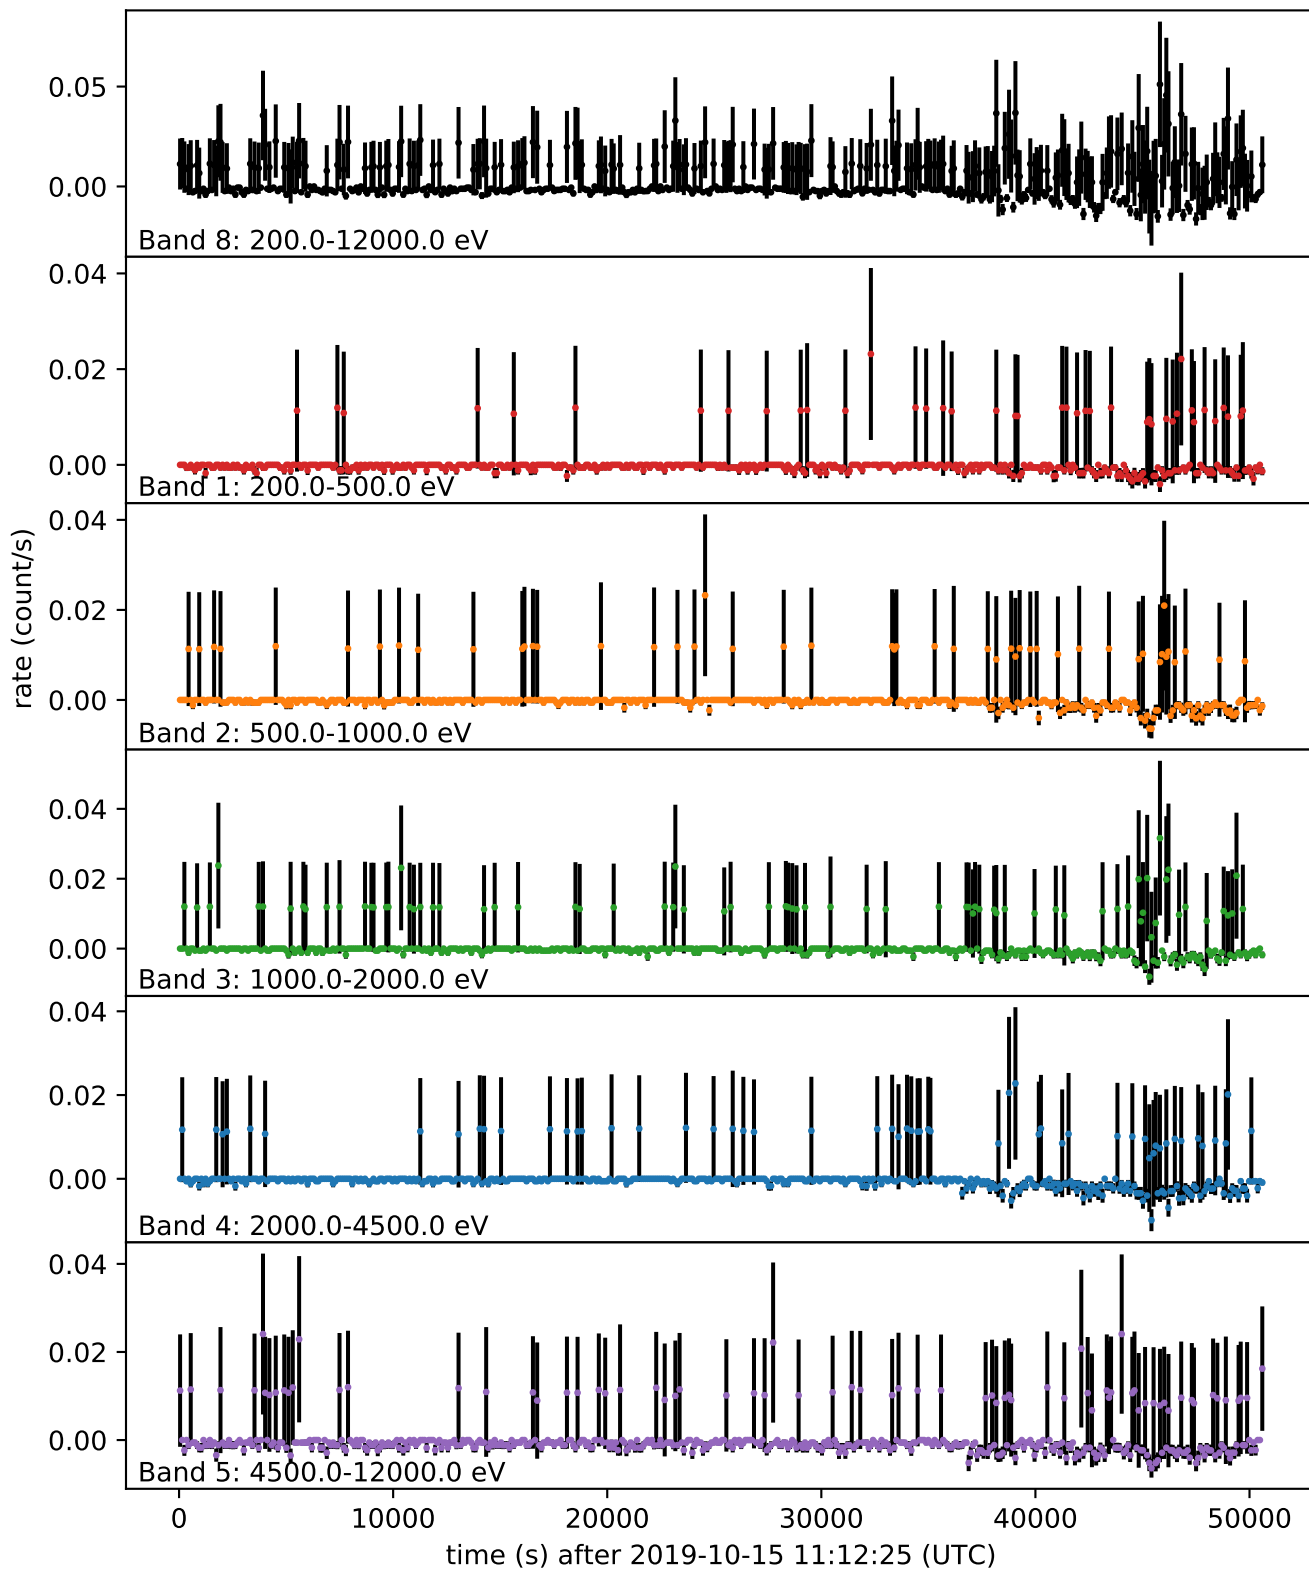 0.05
0.00
Band 8: 200.0-12000.0 eV
0.04
0.02
0.00
Band 1: 200.0-500.0 eV
0.04
0.02
0.00
Band 2: 500.0-1000.0 eV
rate (count/s)
0.04
0.02
0.00
Band 3: 1000.0-2000.0 eV
0.04
0.02
0.00
Band 4: 2000.0-4500.0 eV
0.04
0.02
0.00
Band 5: 4500.0-12000.0 eV
0 10000 20000 30000 40000 50000
time (s) after 2019-10-15 11:12:25 (UTC)